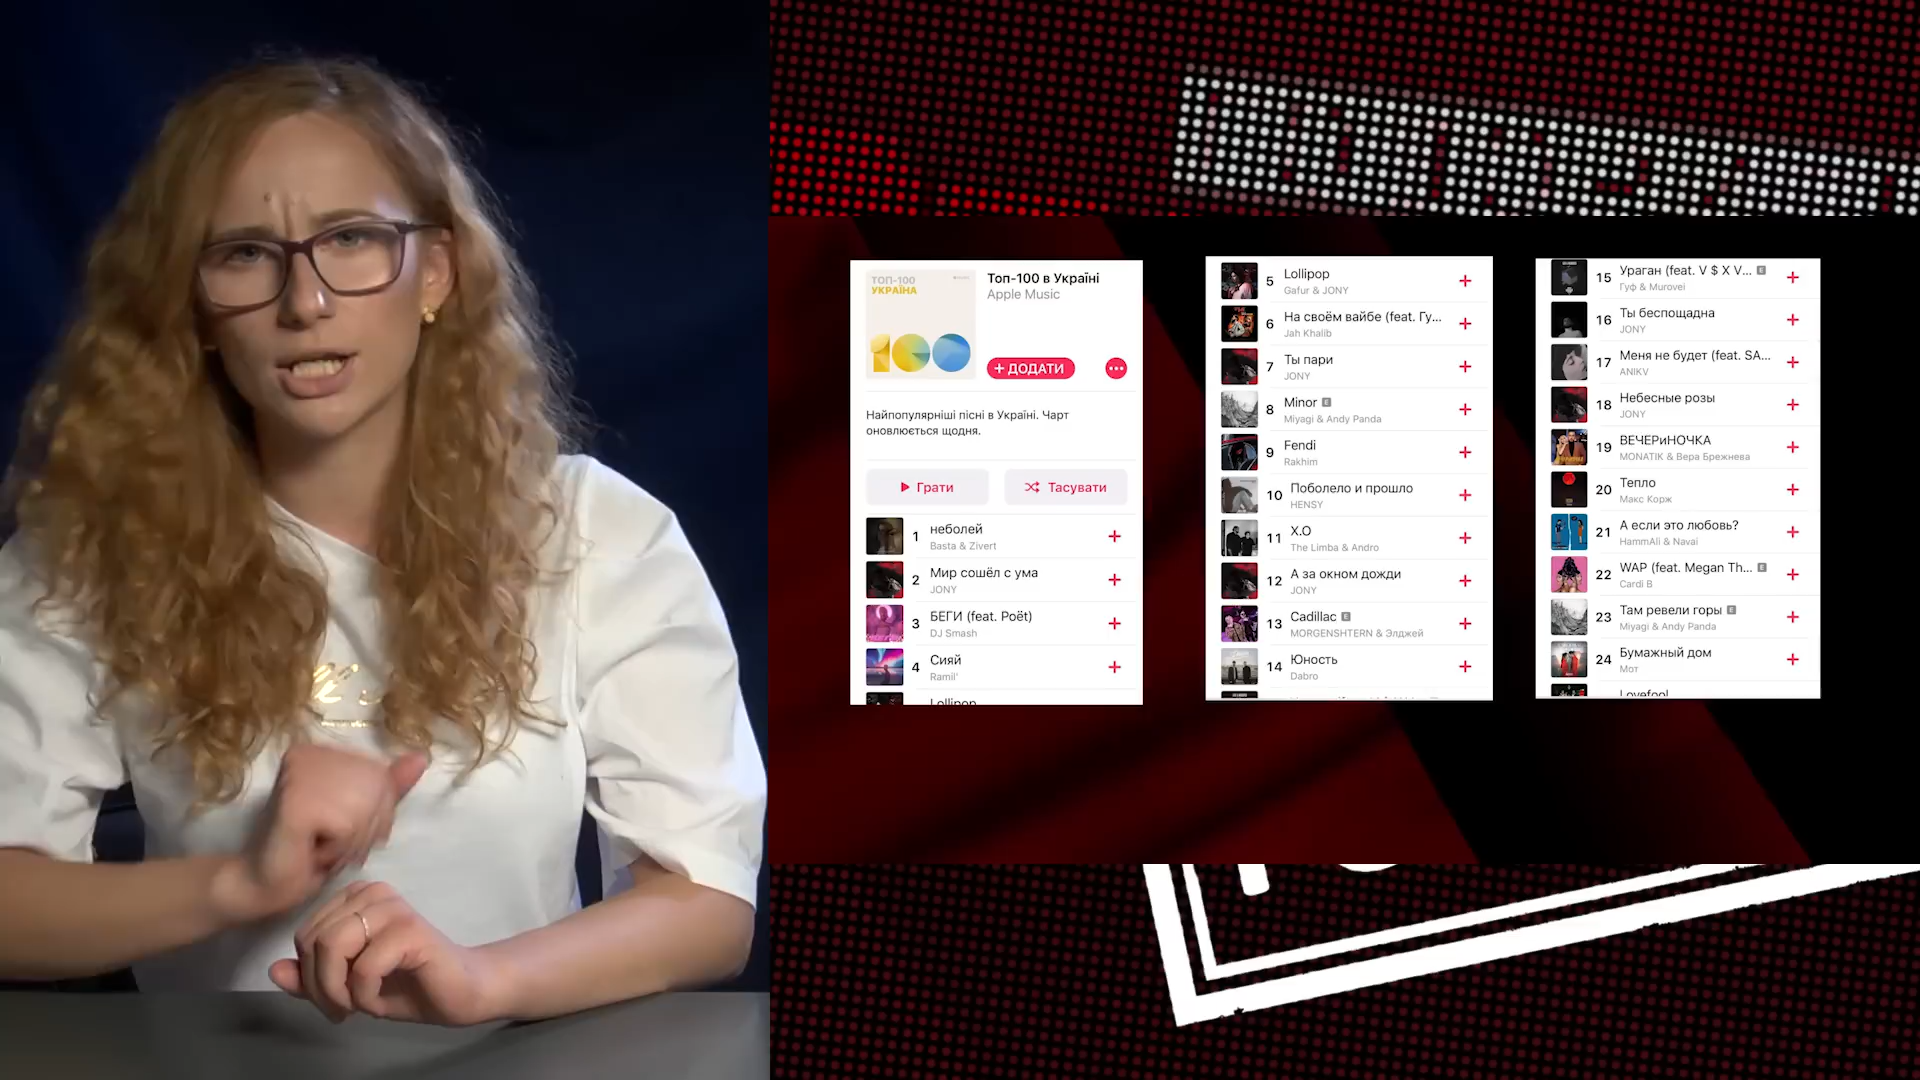 ТОП-100
УКРАЇНА
100
Топ-100 в Україні
Apple Music
+ ДОДАТИ
Найпопулярніші пісні в Україні. Чарт
оновлюється щодня.
Грати
Тасувати
1 неболей
Basta & Zivert
2 Мир сошёл с ума
JONY
3 БЕГИ (feat. Poët)
DJ Smash
4 Сияй
Ramil'
Lollipop
5 Lollipop
Gafur & JONY
6 На своём вайбе (feat. Гу...
Jah Khalib
7 Ты пари
JONY
8 Minor E
Miyagi & Andy Panda
9 Fendi
Rakhim
10 Поболело и прошло
HENSY
11 X.O
The Limba & Andro
12 А за окном дожди
JONY
13 Cadillac E
MORGENSHTERN & Элджей
14 Юность
Dabro
15 Ураган (feat. V $ X V... E
Гуф & Murovei
16 Ты беспощадна
JONY
17 Меня не будет (feat. SA...
ANIKV
18 Небесные розы
JONY
19 ВЕЧЕРиНОЧКА
MONATIK & Вера Брежнева
20 Тепло
Макс Корж
21 А если это любовь?
HammAli & Navai
22 WAP (feat. Megan Th... E
Cardi B
23 Там ревели горы E
Miyagi & Andy Panda
24 Бумажный дом
Мот
Lovefool